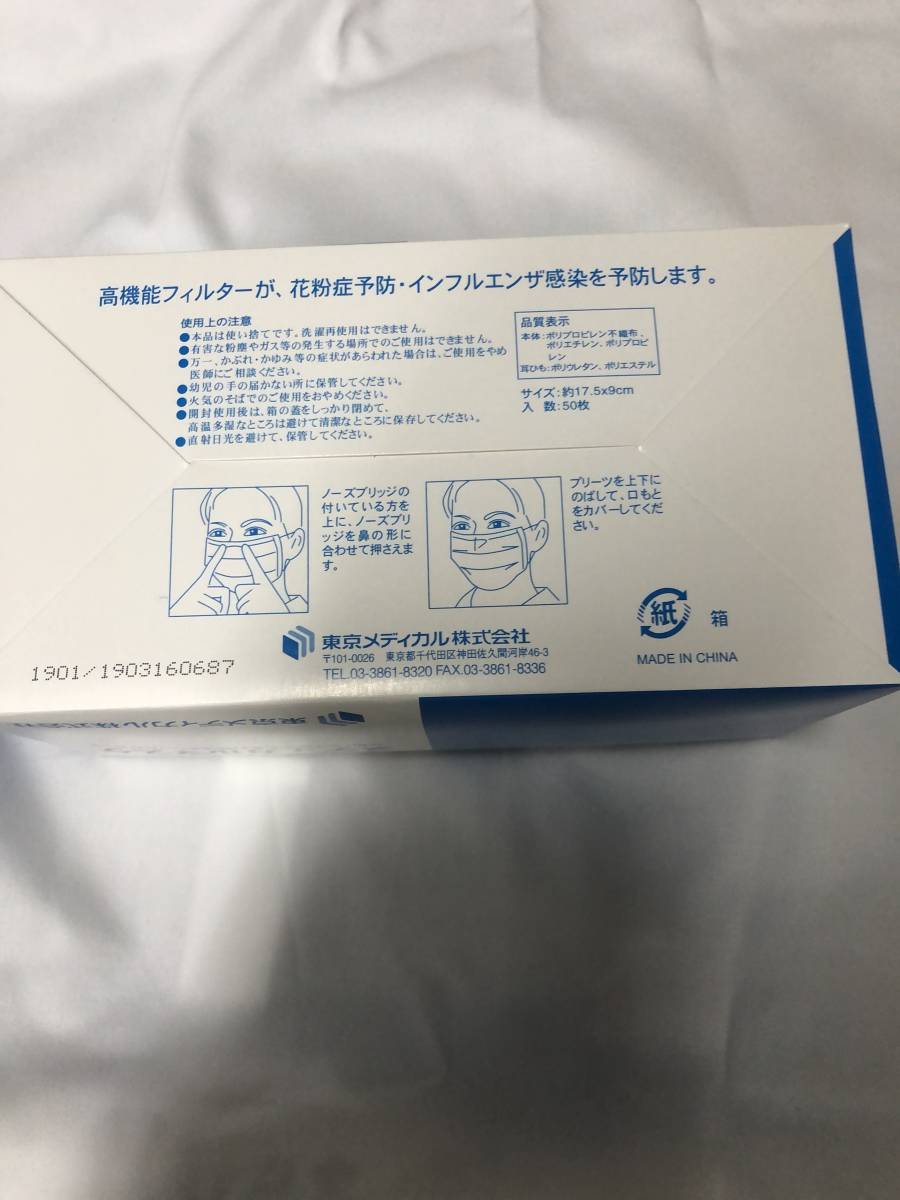 高機能フィルターが、花粉症予防・インフルエンザ感染を予防します。
使用上の注意
●本品は使い捨てです。洗濯再使用はできません。
●有害な粉塵やガス等の発生する場所でのご使用はできません。
●万一、かぶれ・かゆみ等の症状があらわれた場合は、ご使用をやめ
医師にご相談ください。
●幼児の手の届かない所に保管してください。
●火気のそばでのご使用をおやめください。
●開封使用後は、箱の蓋をしっかり閉めて、
高温多湿なところは避けて清潔なところに保存してください。
●直射日光を避けて、保管してください。
品質表示
本体:ポリプロピレン不織布、
ポリエチレン、ポリプロピ
レン
耳ひも:ポリウレタン、ポリエステル
サイズ:約17.5x9cm
入 数:50枚
ノーズブリッジの
付いている方を
上に、ノーズブリ
ッジを鼻の形に
合わせて押さえま
す。
プリーツを上下に
のばして、口もと
をカバーしてくだ
さい。
紙 箱
MADE IN CHINA
東京メディカル株式会社
〒101-0026 東京都千代田区神田佐久間河岸46-3
TEL.03-3861-8320 FAX.03-3861-8336
1901/1903160687
東京メディカル株式会社